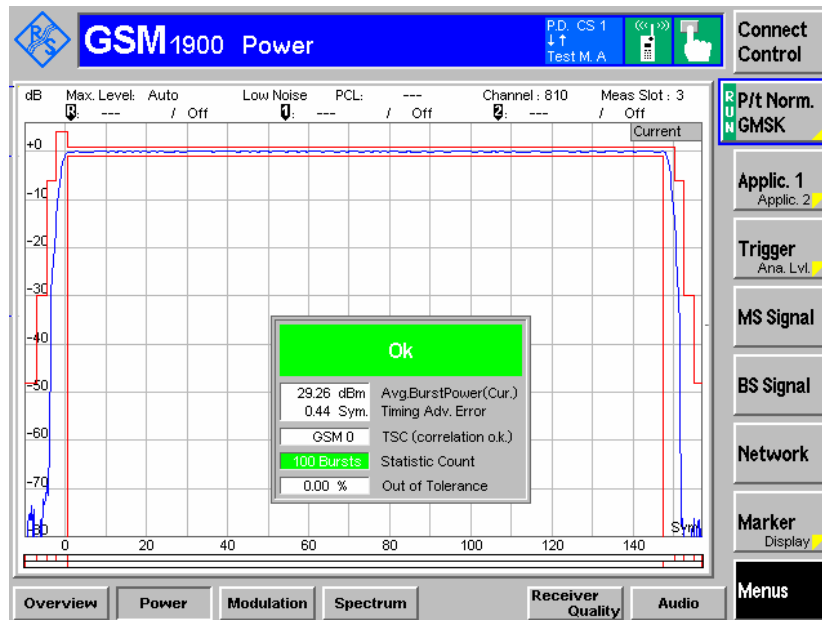 R&S
GSM 1900 Power
P.D. CS 1
↓↑
Test M. A
Connect
Control
dB Max. Level: Auto Low Noise PCL: --- Channel : 810 Meas Slot : 3
R: --- / Off 1: --- / Off 2: --- / Off
Current
RUN
P/t Norm.
GMSK
Applic. 1
Applic. 2
Trigger
Ana. Lvl.
MS Signal
BS Signal
Network
Marker
Display
Menus
+0
-10
-20
-30
-40
-50
-60
-70
-80
Ok
29.26 dBm Avg.BurstPower(Cur.)
0.44 Sym. Timing Adv. Error
GSM 0 TSC (correlation o.k.)
100 Bursts Statistic Count
0.00 % Out of Tolerance
Sym
0 20 40 60 80 100 120 140
Overview Power Modulation Spectrum Receiver Quality Audio